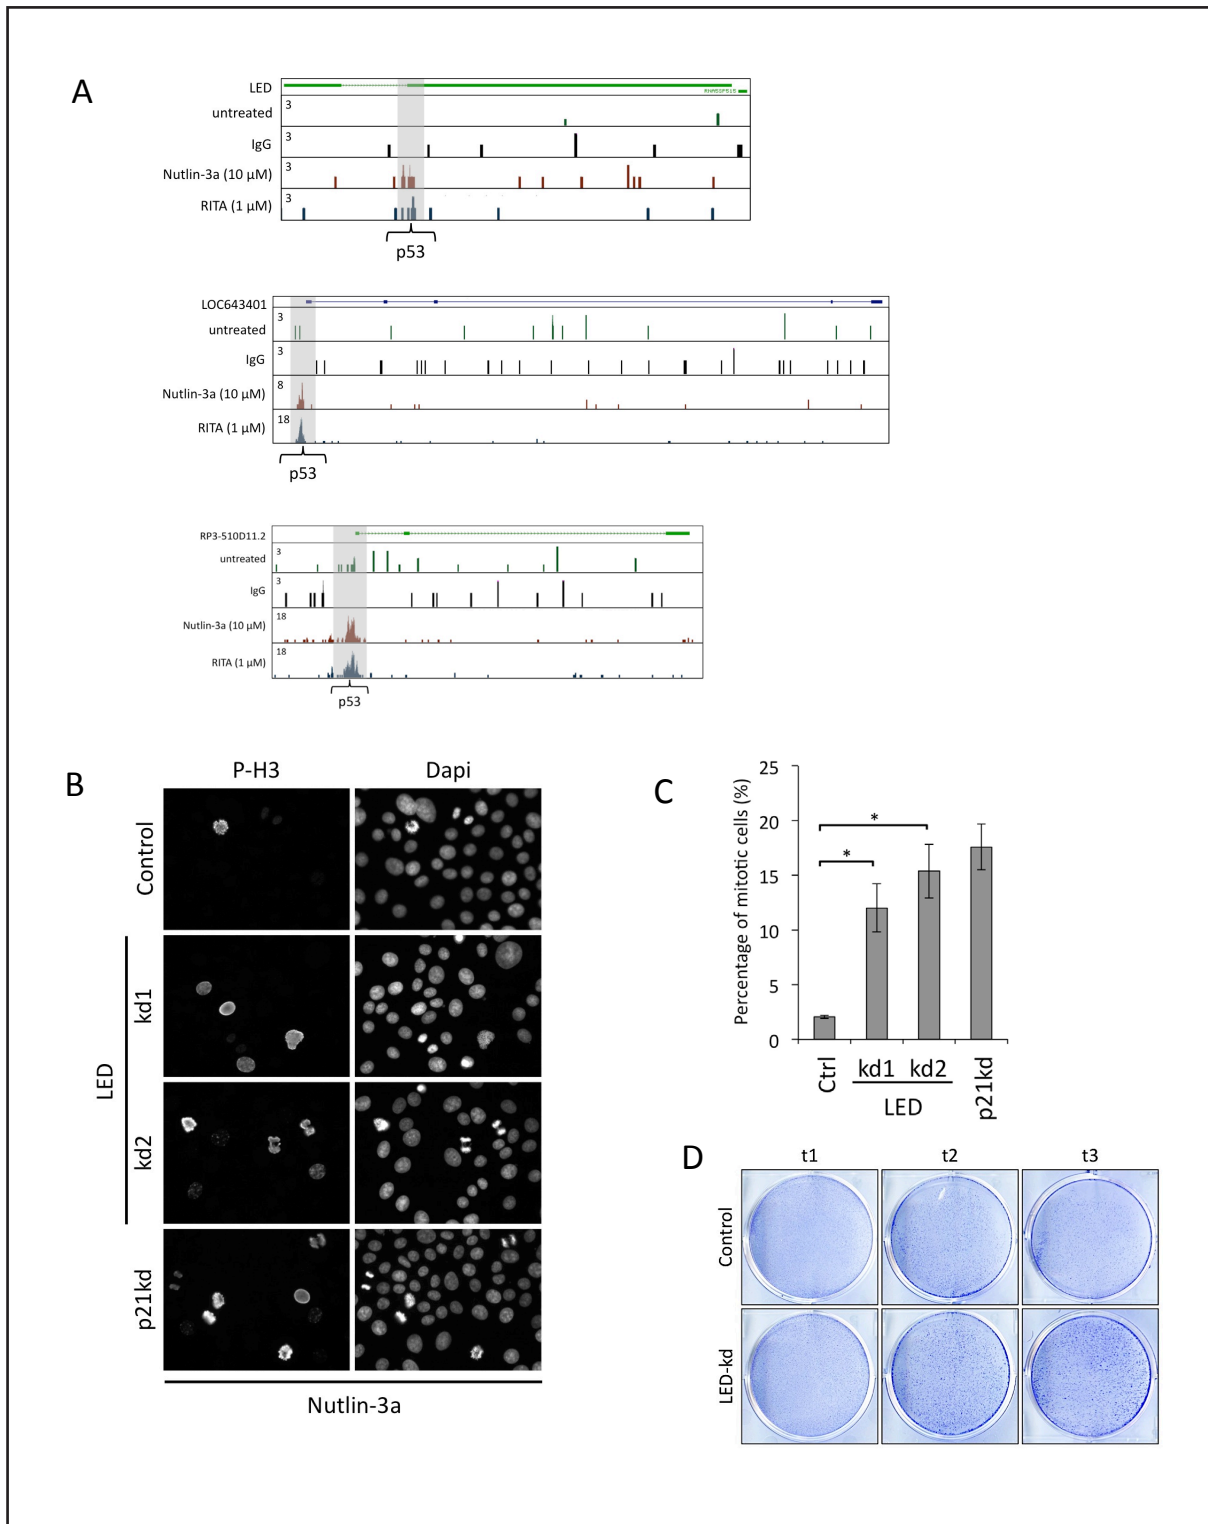 A
LED
untreated
3
IgG
3
Nutlin-3a (10 µM)
3
RITA (1 µM)
3
p53
LOC643401
untreated
3
IgG
3
Nutlin-3a (10 µM)
8
RITA (1 µM)
18
p53
RP3-510D11.2
untreated
3
IgG
3
Nutlin-3a (10 µM)
18
RITA (1 µM)
18
p53
B
P-H3
Dapi
Control
LED
kd1
kd2
p21kd
Nutlin-3a
C
Percentage of mitotic cells (%)
25
20
15
10
5
0
*
*
Ctrl
kd1
kd2
LED
p21kd
D
t1
t2
t3
Control
LED-kd